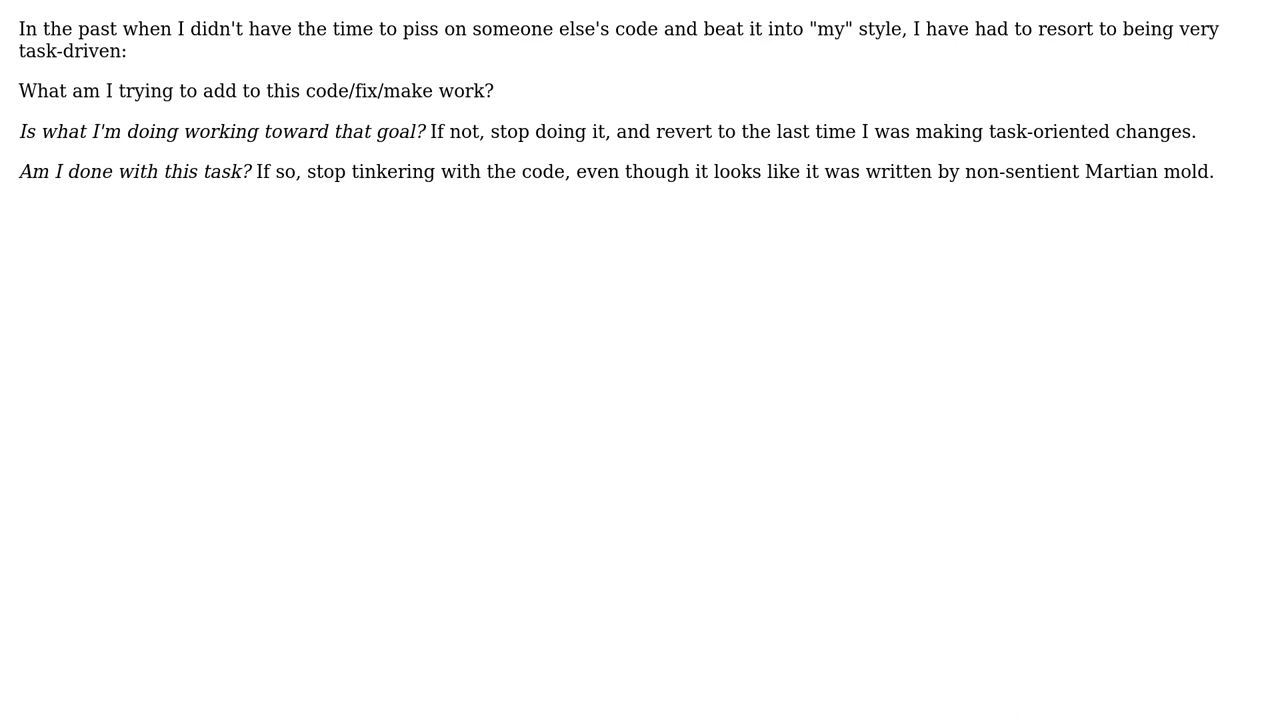 In the past when I didn't have the time to piss on someone else's code and beat it into "my" style, I have had to resort to being very
task-driven:
What am I trying to add to this code/fix/make work?
Is what I'm doing working toward that goal? If not, stop doing it, and revert to the last time I was making task-oriented changes.
Am I done with this task? If so, stop tinkering with the code, even though it looks like it was written by non-sentient Martian mold.